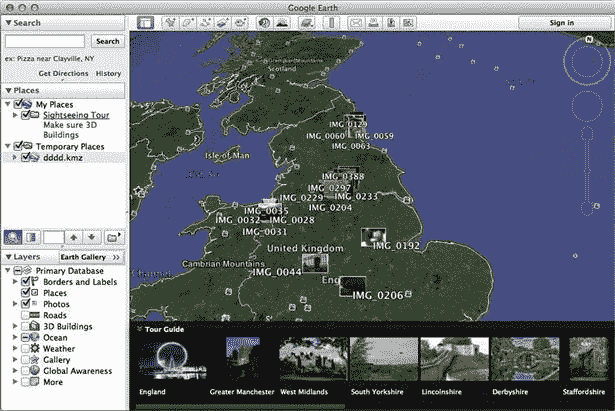 Google Earth
Search
Search
ex: Pizza near Clayville, NY
Get Directions History
Places
My Places
Sightseeing Tour
Make sure 3D
Buildings
Temporary Places
dddd.kmz
Layers
Earth Gallery >>
Primary Database
Borders and Labels
Places
Photos
Roads
3D Buildings
Ocean
Weather
Gallery
Global Awareness
More
Sign in
N
Scotland
IMG_0129
IMG_0060
IMG_0059
IMG_0063
Isle of Man
IMG_0388
IMG_0297
IMG_0229
IMG_0233
IMG_0035
IMG_0204
IMG_0032
IMG_0028
IMG_0031
IMG_0192
United Kingdom
Cambrian Mountains
Channel
IMG_0044
Eng
IMG_0206
Tour Guide
England
Greater Manchester
West Midlands
South Yorkshire
Lincolnshire
Derbyshire
Staffordshire